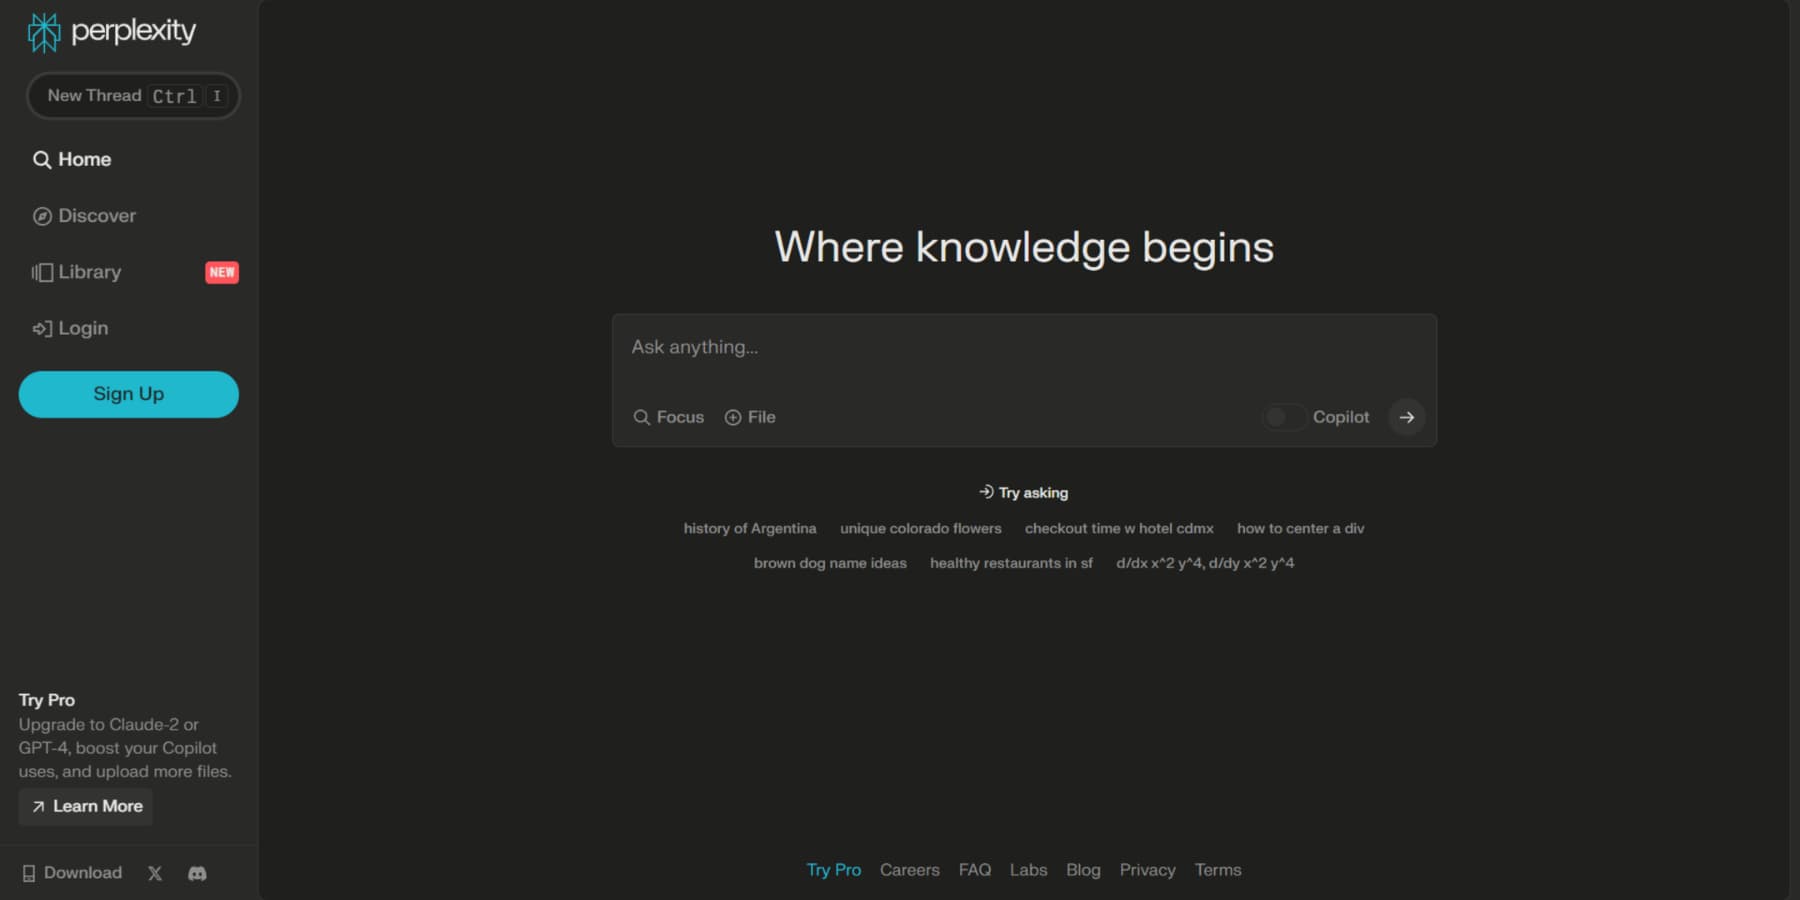 perplexity
New Thread Ctrl I
Home
Discover
Library NEW
Login
Sign Up
Where knowledge begins
Ask anything...
Focus File Copilot
Try asking
history of Argentina unique colorado flowers checkout time w hotel cdmx how to center a div
brown dog name ideas healthy restaurants in sf d/dx x^2 y^4, d/dy x^2 y^4
Try Pro
Upgrade to Claude-2 or
GPT-4, boost your Copilot
uses, and upload more files.
Learn More
Download X
Try Pro Careers FAQ Labs Blog Privacy Terms